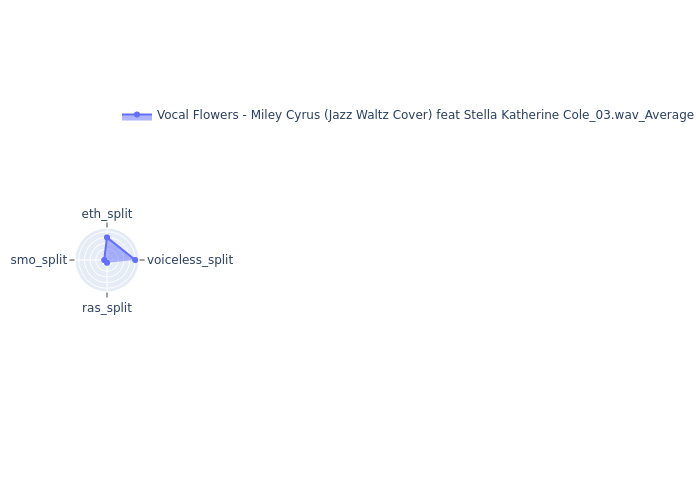 Vocal Flowers - Miley Cyrus (Jazz Waltz Cover) feat Stella Katherine Cole_03.wav_Average
eth_split
smo_split
voiceless_split
ras_split